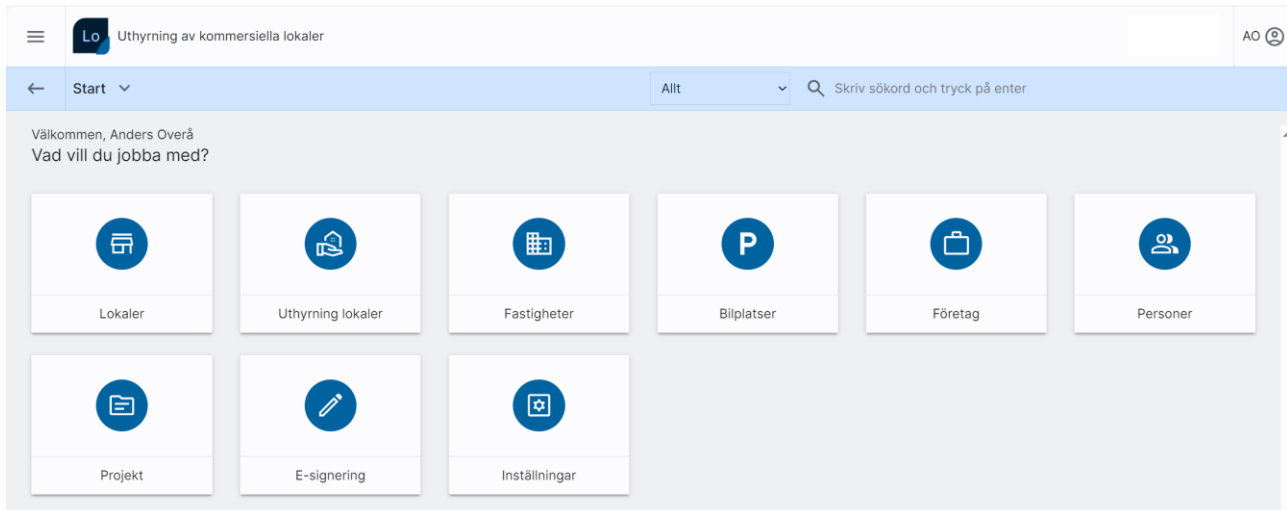 Lo Uthyrning av kommersiella lokaler AO
Start Allt Skriv sökord och tryck på enter
Välkommen, Anders Overå
Vad vill du jobba med?
Lokaler Uthyrning lokaler Fastigheter P Bilplatser Företag Personer
Projekt E-signering Inställningar